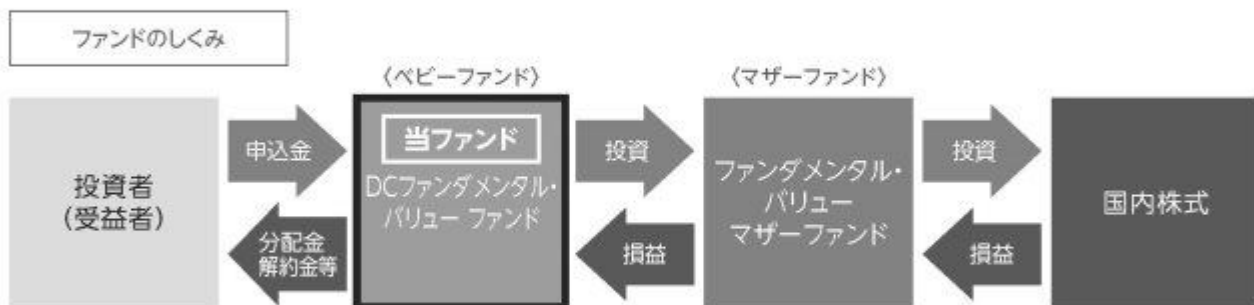 ファンドのしくみ
〈ベビーファンド〉
〈マザーファンド〉
投資者
(受益者)
申込金
分配金
解約金等
当ファンド
DCファンダメンタル・
バリュー ファンド
投資
損益
ファンダメンタル・
バリュー
マザーファンド
投資
損益
国内株式